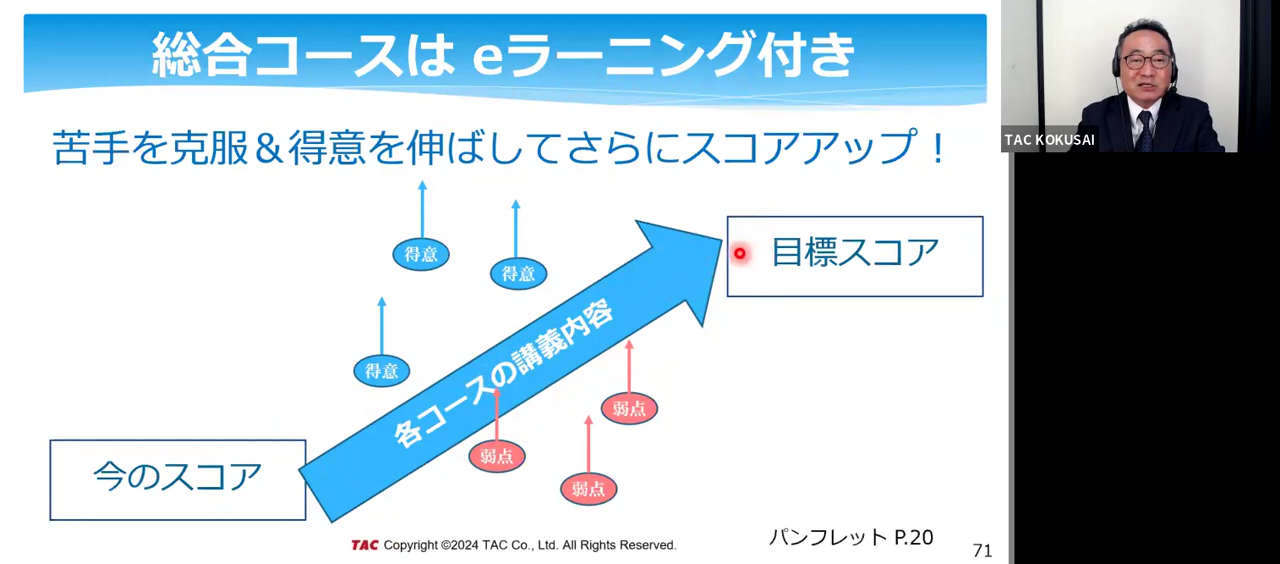 総合コースは eラーニング付き
TAC KOKUSAI
苦手を克服＆得意を伸ばしてさらにスコアアップ！
得意
得意
目標スコア
得意
各コースの講義内容
弱点
弱点
今のスコア
弱点
パンフレット P.20
TAC Copyright ©2024 TAC Co., Ltd. All Rights Reserved.
71